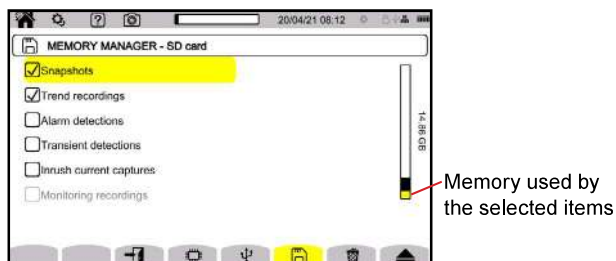 20/04/21 08:12
MEMORY MANAGER - SD card
Snapshots
Trend recordings
Alarm detections
Transient detections
Inrush current captures
Monitoring recordings
14.86 GB
Memory used by
the selected items